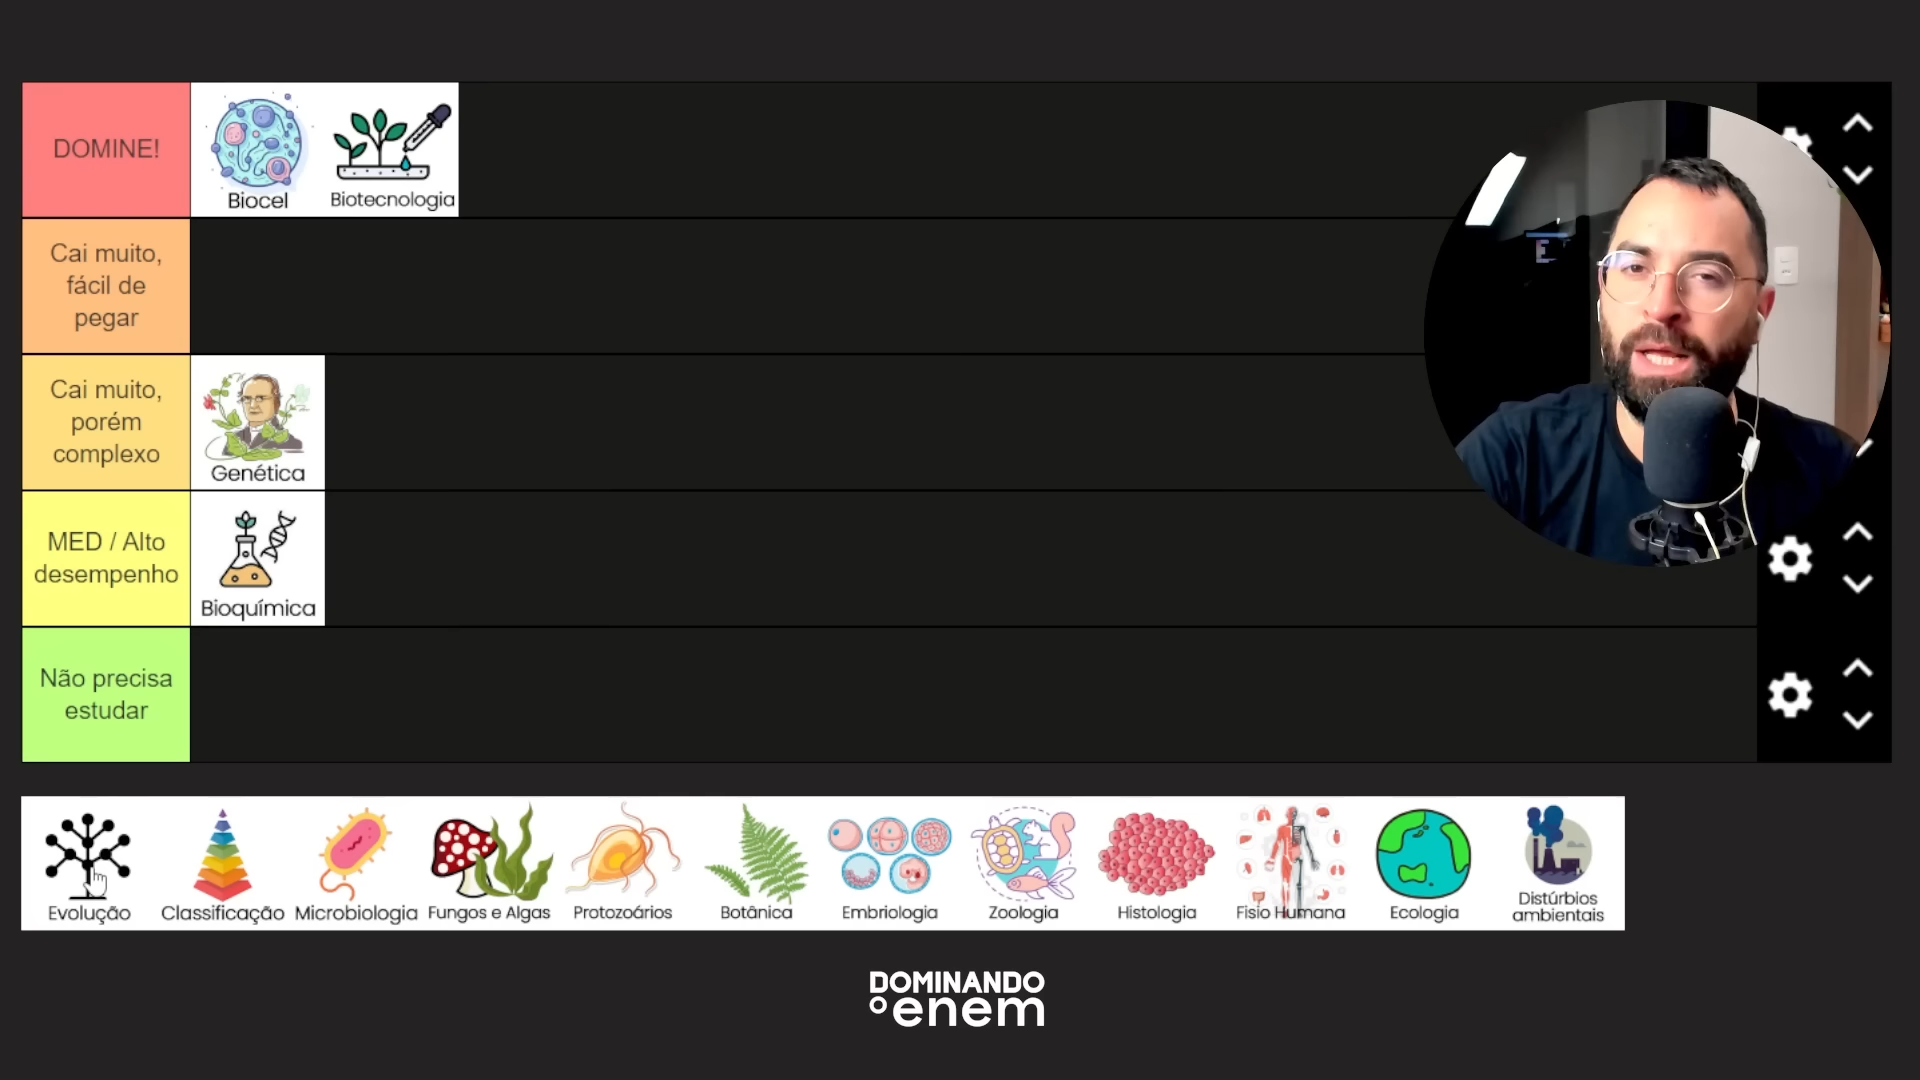 DOMINE!
Biocel
Biotecnologia
Cai muito,
fácil de
pegar
Cai muito,
porém
complexo
Genética
MED / Alto
desempenho
Bioquímica
Não precisa
estudar
Evolução
Classificação
Microbiologia
Fungos e Algas
Protozoários
Botânica
Embriologia
Zoologia
Histologia
Fisio Humana
Ecologia
Distúrbios
ambientais
DOMINANDO
o enem